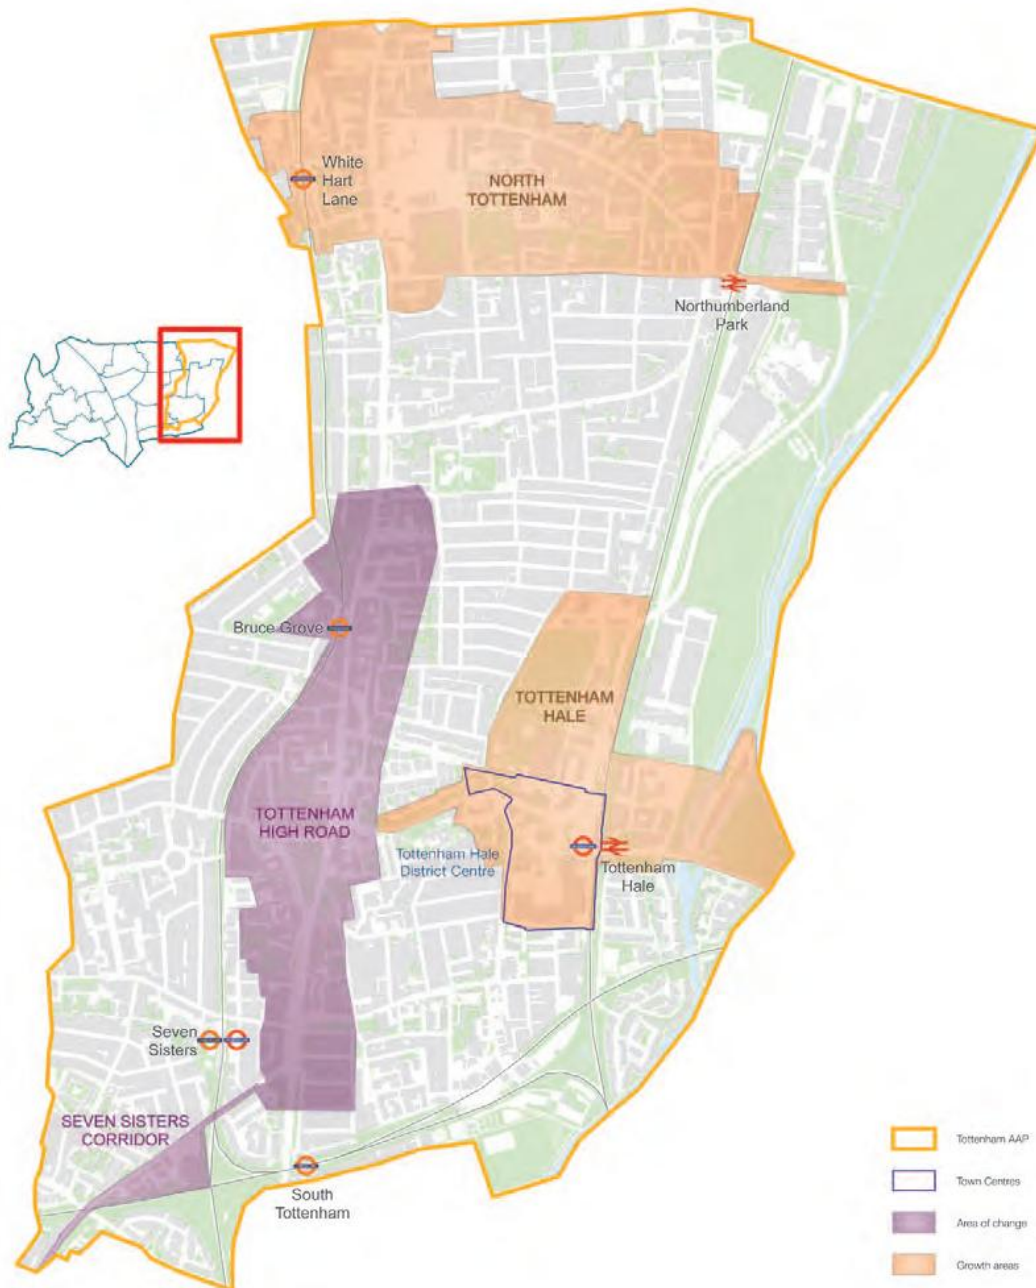 White
Hart
Lane
NORTH
TOTTENHAM
Northumberland
Park
Bruce Grove
TOTTENHAM
HALE
TOTTENHAM
HIGH ROAD
Tottenham Hale
District Centre
Tottenham
Hale
Seven
Sisters
SEVEN SISTERS
CORRIDOR
South
Tottenham
Tottenham AAP
Town Centres
Area of change
Growth areas